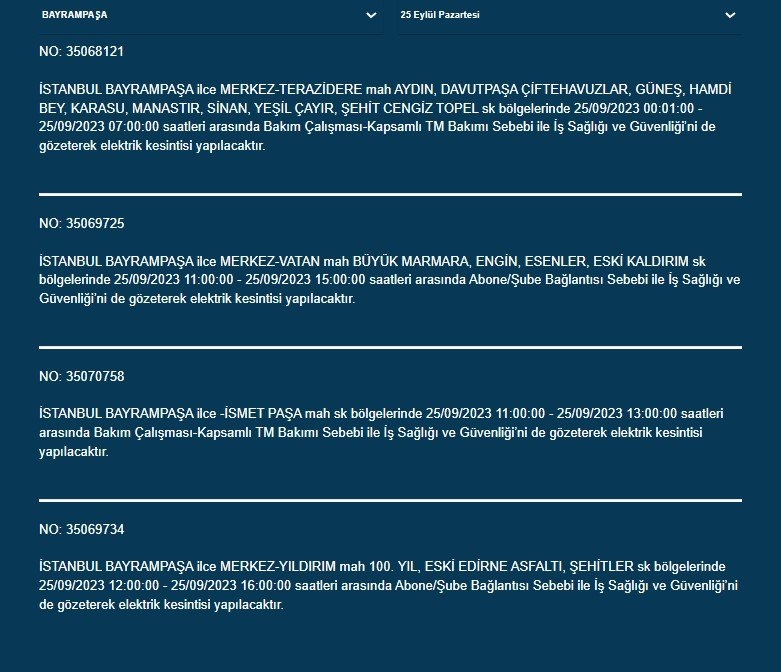 BAYRAMPAŞA
25 Eylül Pazartesi
NO: 35068121
İSTANBUL BAYRAMPAŞA ilce MERKEZ-TERAZİDERE mah AYDIN, DAVUTPAŞA ÇİFTEHAVUZLAR, GÜNEŞ, HAMDİ
BEY, KARASU, MANASTIR, SİNAN, YEŞİL ÇAYIR, ŞEHİT CENGİZ TOPEL sk bölgelerinde 25/09/2023 00:01:00 -
25/09/2023 07:00:00 saatleri arasında Bakım Çalışması-Kapsamlı TM Bakımı Sebebi ile İş Sağlığı ve Güvenliği’ni de
gözeterek elektrik kesintisi yapılacaktır.
NO: 35069725
İSTANBUL BAYRAMPAŞA ilce MERKEZ-VATAN mah BÜYÜK MARMARA, ENGİN, ESENLER, ESKİ KALDIRIM sk
bölgelerinde 25/09/2023 11:00:00 - 25/09/2023 15:00:00 saatleri arasında Abone/Şube Bağlantısı Sebebi ile İş Sağlığı ve
Güvenliği’ni de gözeterek elektrik kesintisi yapılacaktır.
NO: 35070758
İSTANBUL BAYRAMPAŞA ilce -İSMET PAŞA mah sk bölgelerinde 25/09/2023 11:00:00 - 25/09/2023 13:00:00 saatleri
arasında Bakım Çalışması-Kapsamlı TM Bakımı Sebebi ile İş Sağlığı ve Güvenliği’ni de gözeterek elektrik kesintisi
yapılacaktır.
NO: 35069734
İSTANBUL BAYRAMPAŞA ilce MERKEZ-YILDIRIM mah 100. YIL, ESKİ EDİRNE ASFALTI, ŞEHİTLER sk bölgelerinde
25/09/2023 12:00:00 - 25/09/2023 16:00:00 saatleri arasında Abone/Şube Bağlantısı Sebebi ile İş Sağlığı ve Güvenliği’ni
de gözeterek elektrik kesintisi yapılacaktır.